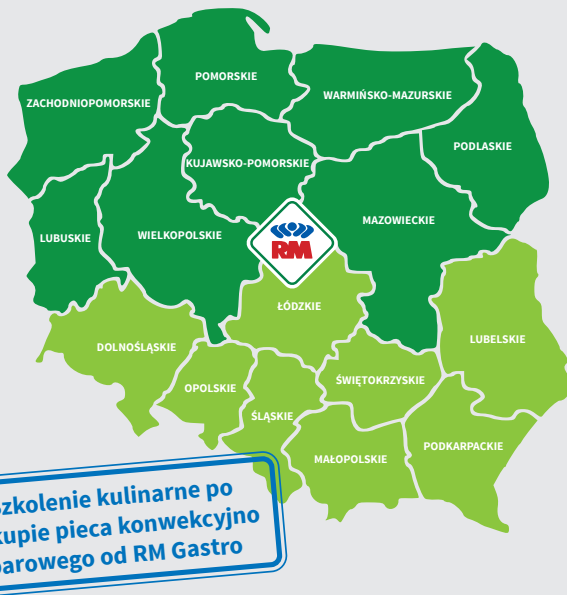 POMORSKIE
ZACHODNIOPOMORSKIE
WARMIŃSKO-MAZURSKIE
PODLASKIE
KUJAWSKO-POMORSKIE
LUBUSKIE
WIELKOPOLSKIE
MAZOWIECKIE
RM
ŁÓDZKIE
DOLNOŚLĄSKIE
LUBELSKIE
OPOLSKIE
ŚWIĘTOKRZYSKIE
ŚLĄSKIE
MAŁOPOLSKIE
PODKARPACKIE
zkolenie kulinarne po
kupie pieca konwekcyjno
parowego od RM Gastro